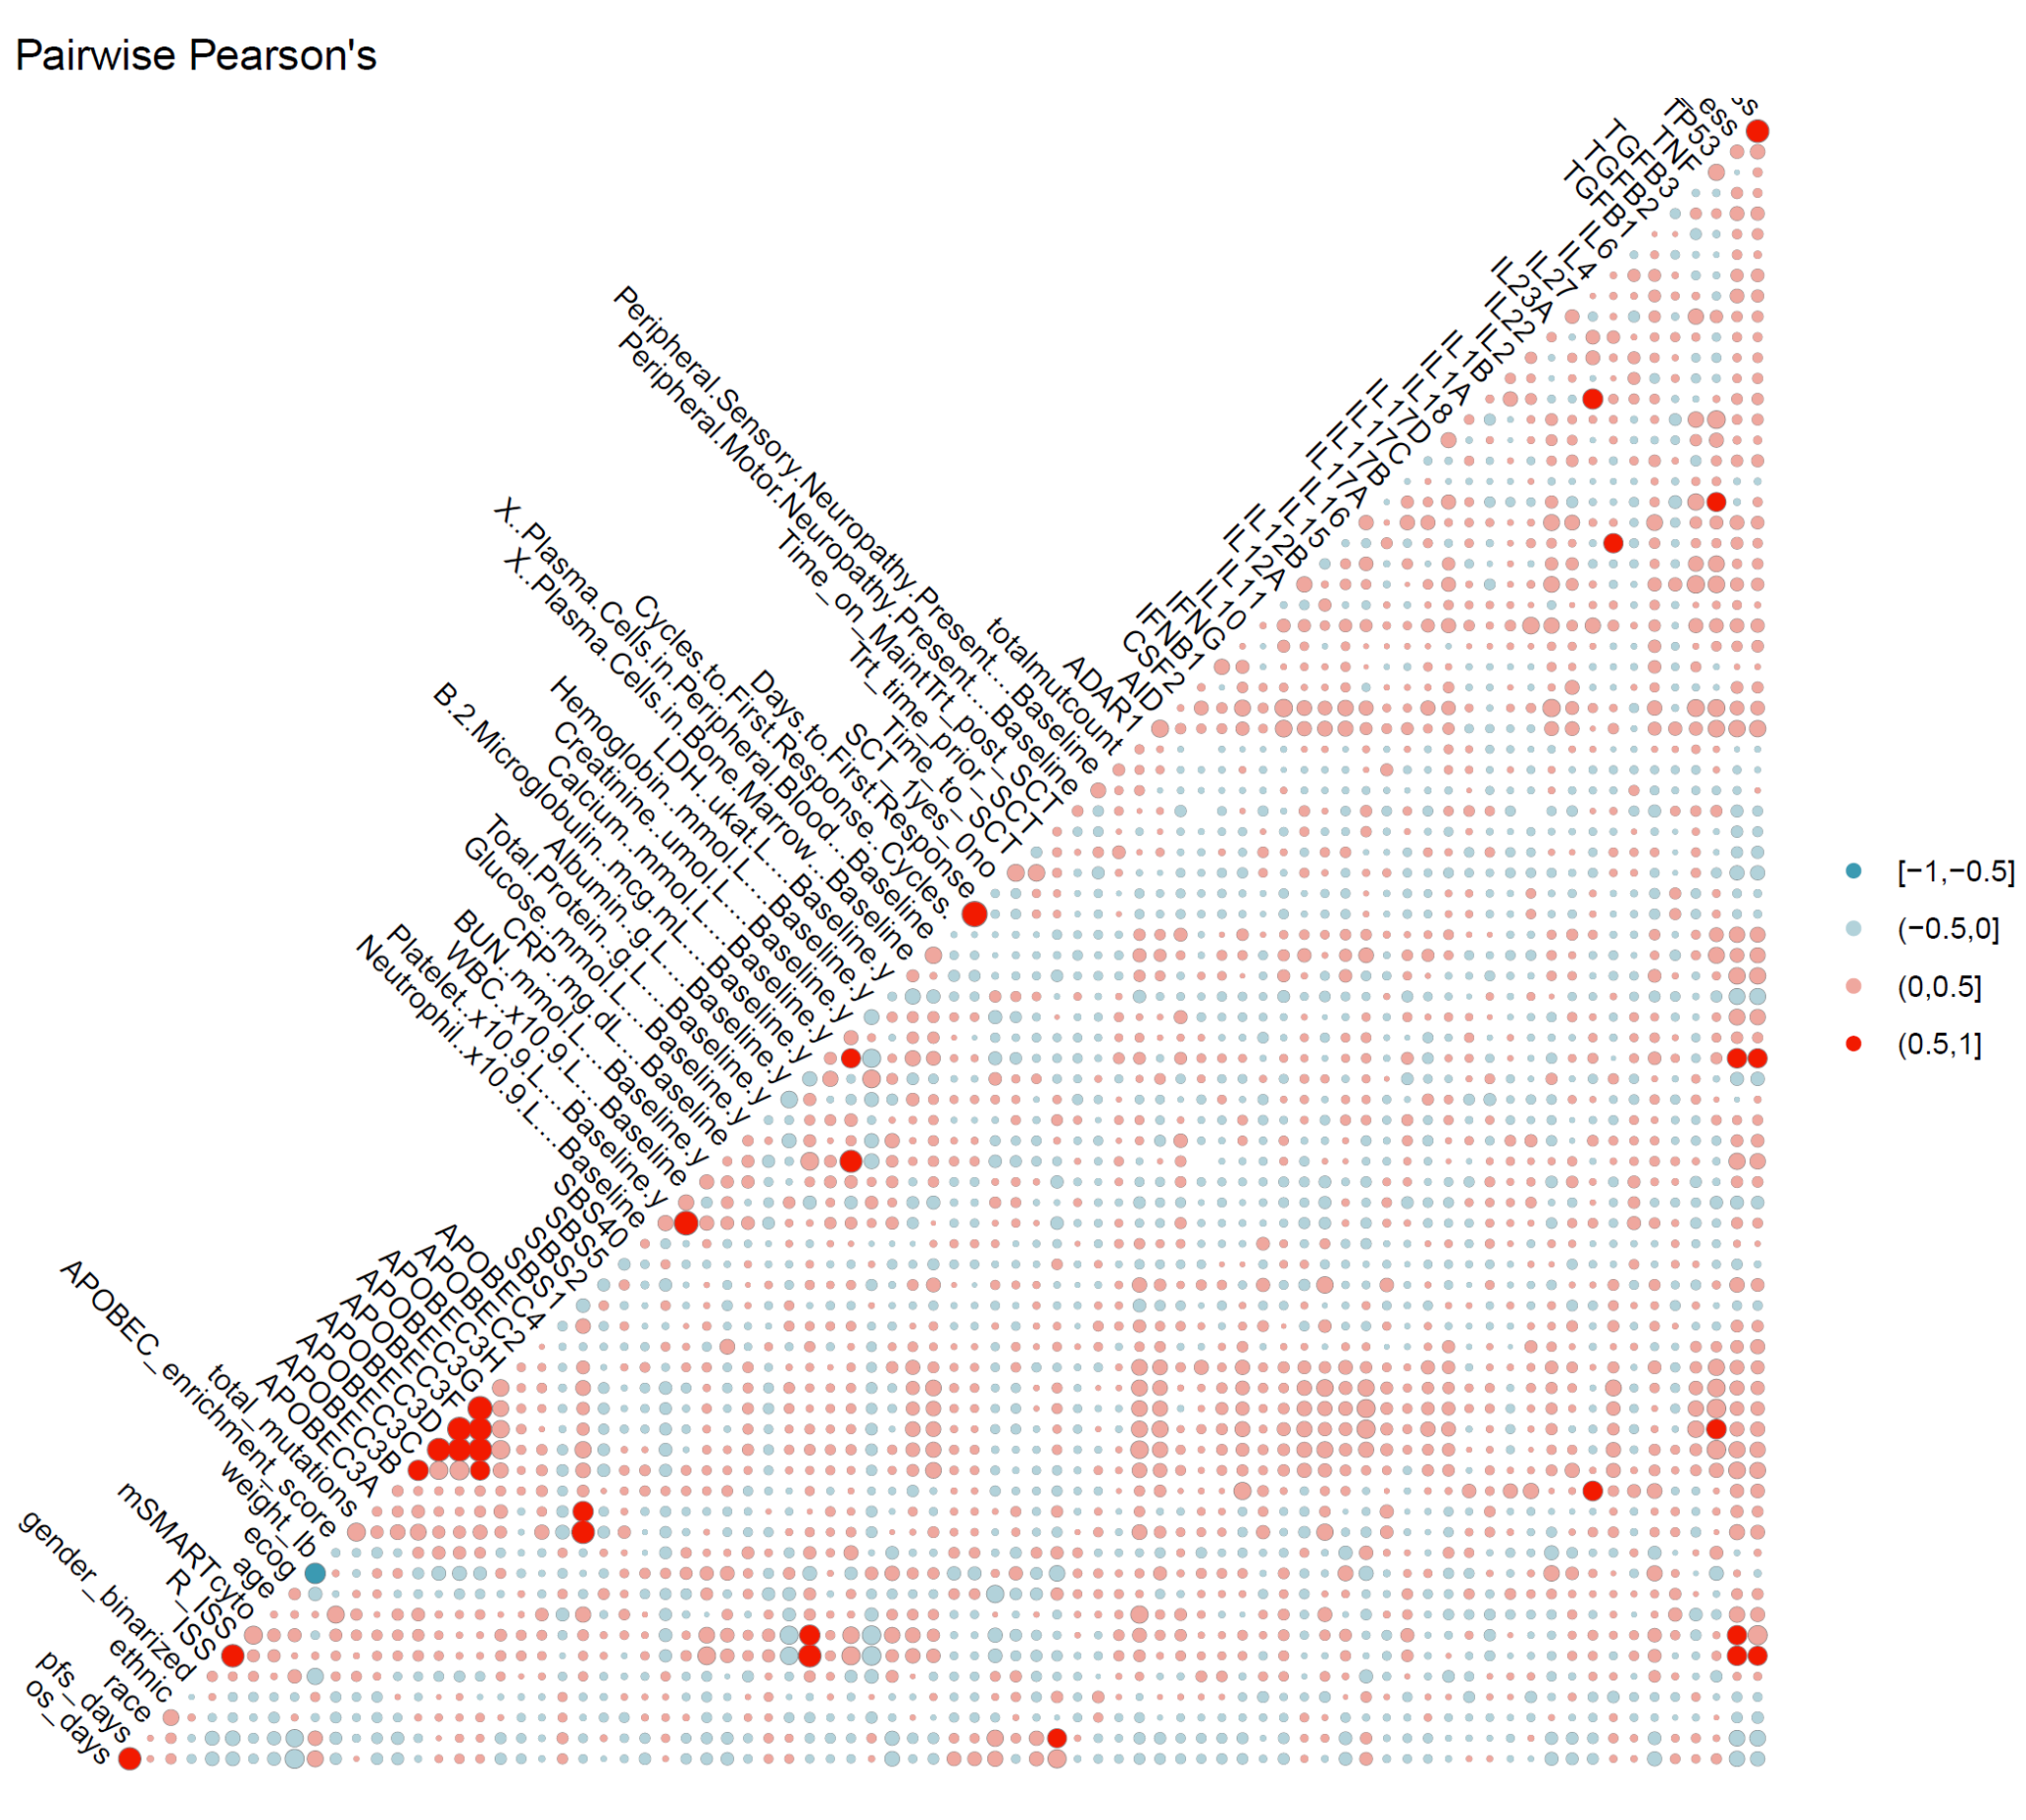 Pairwise Pearson's
ess
TP53
TNF
TGFB3
TGFB2
TGFB1
IL6
IL4
IL27
IL23A
IL22
IL2
IL1B
IL1A
IL18
IL17D
IL17C
IL17B
IL17A
IL16
IL15
IL12B
IL12A
IL11
IL10
IFNG
IFNB1
CSF2
AID
ADAR1
totalmutcount
Peripheral.Sensory.Neuropathy.Present....Baseline
Peripheral.Motor.Neuropathy.Present....Baseline
Time_on_MaintTrt_post_SCT
Trt_time_prior_SCT
Time_to_SCT
SCT_1yes_0no
Days.to.First.Response
Cycles.to.First.Response..Cycles.
X..Plasma.Cells.in.Peripheral.Blood...Baseline
X..Plasma.Cells.in.Bone.Marrow...Baseline
LDH..ukat.L....Baseline.y
Hemoglobin..mmol.L....Baseline.y
Creatinine..umol.L....Baseline.y
Calcium..mmol.L....Baseline.y
B.2.Microglobulin..mcg.mL....Baseline.y
Albumin..g.L....Baseline.y
Total.Protein..g.L....Baseline.y
Glucose..mmol.L....Baseline.y
CRP..mg.dL...Baseline
BUN..mmol.L....Baseline.y
WBC..x10.9.L....Baseline
Platelet..x10.9.L....Baseline.y
Neutrophil..x10.9.L....Baseline
SBS40
SBS5
SBS2
SBS1
APOBEC4
APOBEC2
APOBEC3H
APOBEC3G
APOBEC3F
APOBEC3D
APOBEC3C
APOBEC3B
APOBEC3A
total_mutations
APOBEC_enrichment_score
weight_lb
ecog
age
mSMARTcyto
R_ISS
ISS
gender_binarized
ethnic
race
pfs_days
os_days
[−1,−0.5]
(−0.5,0]
(0,0.5]
(0.5,1]